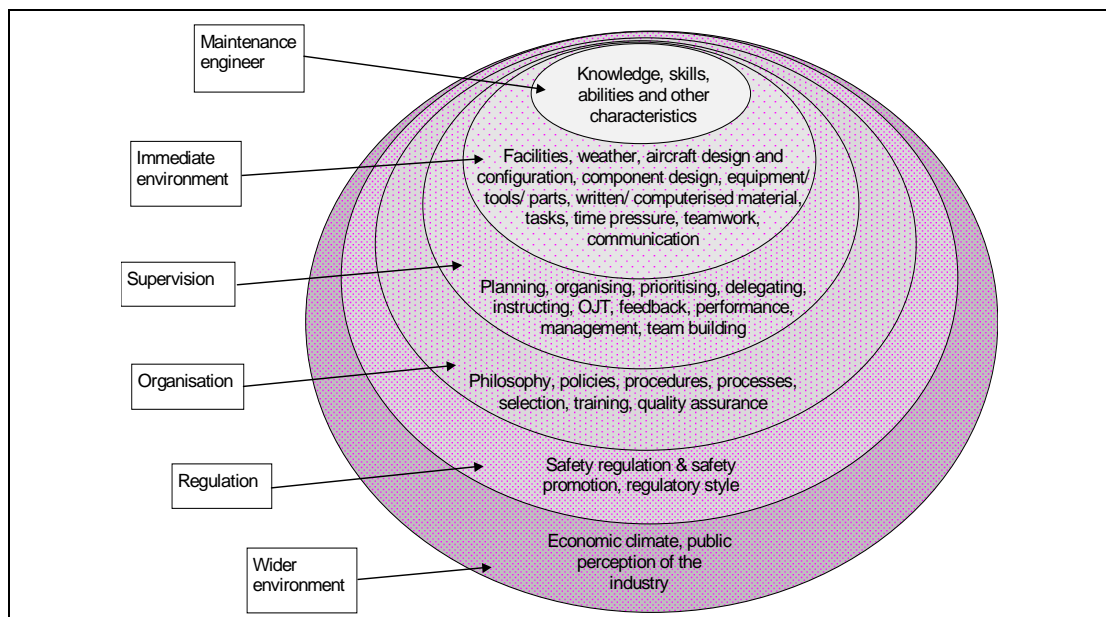 Maintenance
engineer
Knowledge, skills,
abilities and other
characteristics
Immediate
environment
Facilities, weather, aircraft design and
configuration, component design, equipment/
tools/ parts, written/ computerised material,
tasks, time pressure, teamwork,
communication
Supervision
Planning, organising, prioritising, delegating,
instructing, OJT, feedback, performance,
management, team building
Organisation
Philosophy, policies, procedures, processes,
selection, training, quality assurance
Regulation
Safety regulation & safety
promotion, regulatory style
Wider
environment
Economic climate, public
perception of the
industry